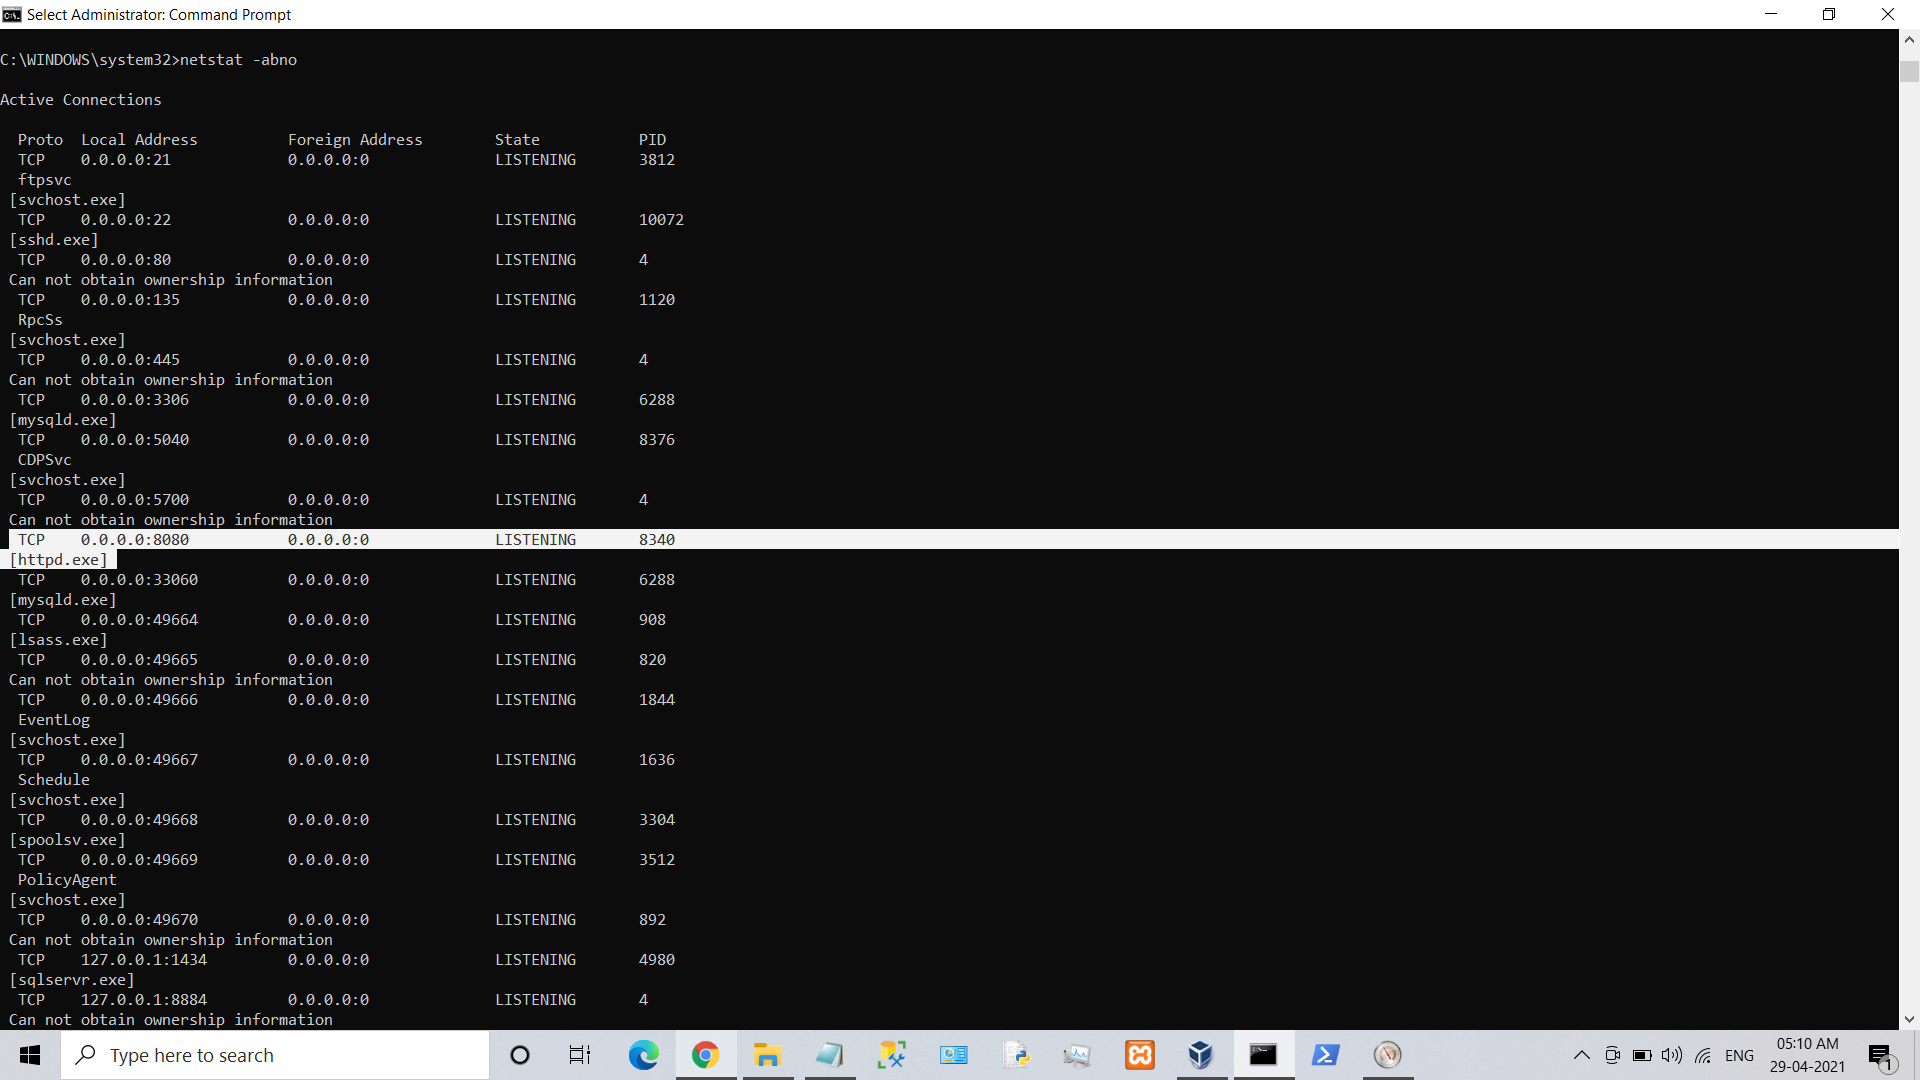 Select Administrator: Command Prompt
C:\WINDOWS\system32>netstat -abno
Active Connections
Proto  Local Address          Foreign Address        State           PID
TCP    0.0.0.0:21             0.0.0.0:0              LISTENING       3812
ftpsvc
[svchost.exe]
TCP    0.0.0.0:22             0.0.0.0:0              LISTENING       10072
[sshd.exe]
TCP    0.0.0.0:80             0.0.0.0:0              LISTENING       4
Can not obtain ownership information
TCP    0.0.0.0:135            0.0.0.0:0              LISTENING       1120
RpcSs
[svchost.exe]
TCP    0.0.0.0:445            0.0.0.0:0              LISTENING       4
Can not obtain ownership information
TCP    0.0.0.0:3306           0.0.0.0:0              LISTENING       6288
[mysqld.exe]
TCP    0.0.0.0:5040           0.0.0.0:0              LISTENING       8376
CDPSvc
[svchost.exe]
TCP    0.0.0.0:5700           0.0.0.0:0              LISTENING       4
Can not obtain ownership information
TCP    0.0.0.0:8080           0.0.0.0:0              LISTENING       8340
[httpd.exe]
TCP    0.0.0.0:33060          0.0.0.0:0              LISTENING       6288
[mysqld.exe]
TCP    0.0.0.0:49664          0.0.0.0:0              LISTENING       908
[lsass.exe]
TCP    0.0.0.0:49665          0.0.0.0:0              LISTENING       820
Can not obtain ownership information
TCP    0.0.0.0:49666          0.0.0.0:0              LISTENING       1844
EventLog
[svchost.exe]
TCP    0.0.0.0:49667          0.0.0.0:0              LISTENING       1636
Schedule
[svchost.exe]
TCP    0.0.0.0:49668          0.0.0.0:0              LISTENING       3304
[spoolsv.exe]
TCP    0.0.0.0:49669          0.0.0.0:0              LISTENING       3512
PolicyAgent
[svchost.exe]
TCP    0.0.0.0:49670          0.0.0.0:0              LISTENING       892
Can not obtain ownership information
TCP    127.0.0.1:1434         0.0.0.0:0              LISTENING       4980
[sqlservr.exe]
TCP    127.0.0.1:8884         0.0.0.0:0              LISTENING       4
Can not obtain ownership information
Type here to search
ENG
05:10 AM
29-04-2021
1